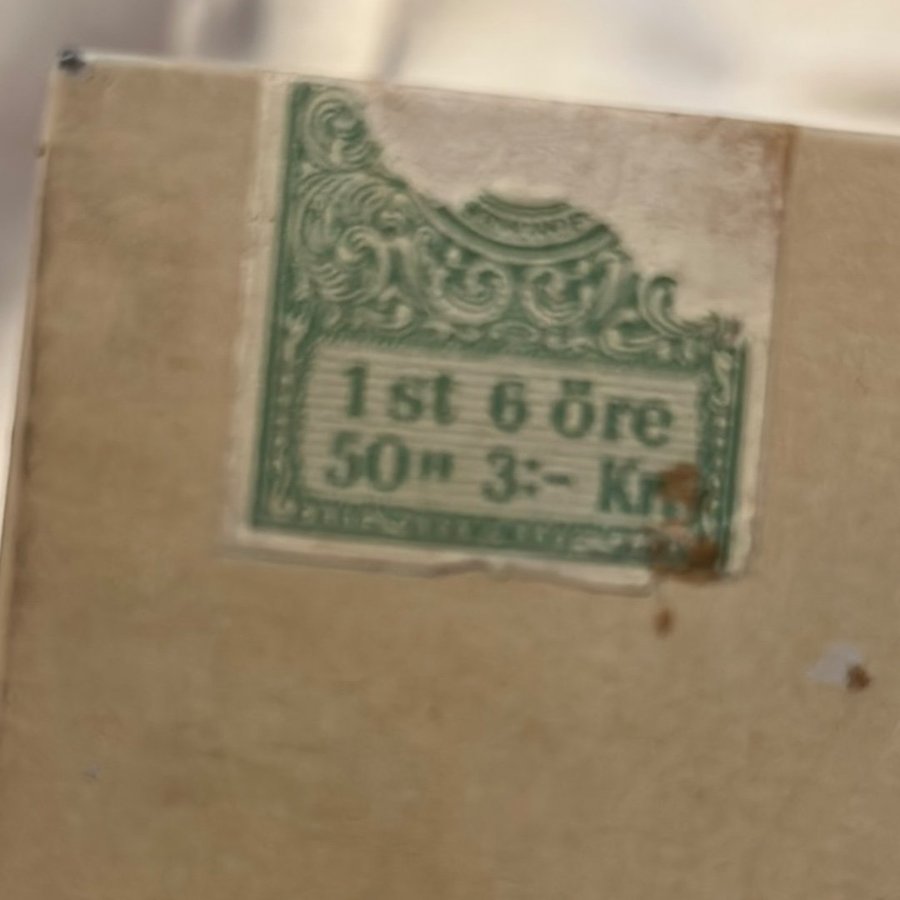 1 st 6 öre
50 " 3:- Kr.